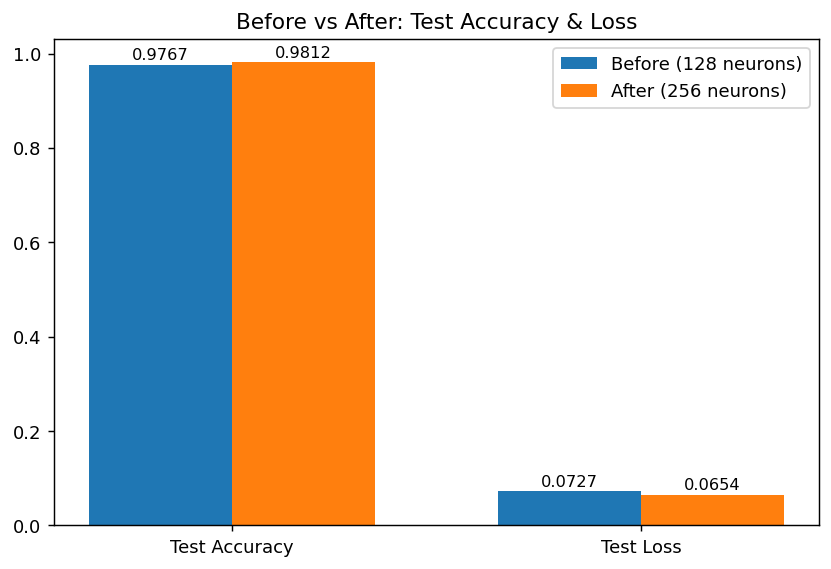 Before vs After: Test Accuracy & Loss
Before (128 neurons)
After (256 neurons)
1.0
0.8
0.6
0.4
0.2
0.0
0.9767
0.9812
0.0727
0.0654
Test Accuracy
Test Loss